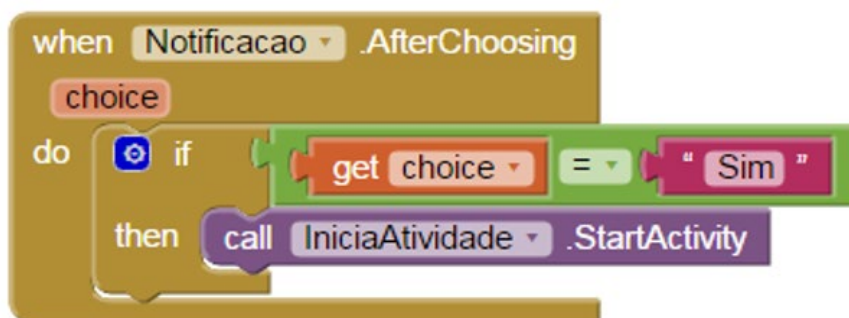 when Notificacao .AfterChoosing
choice
do if get choice = " Sim "
then call IniciaAtividade .StartActivity